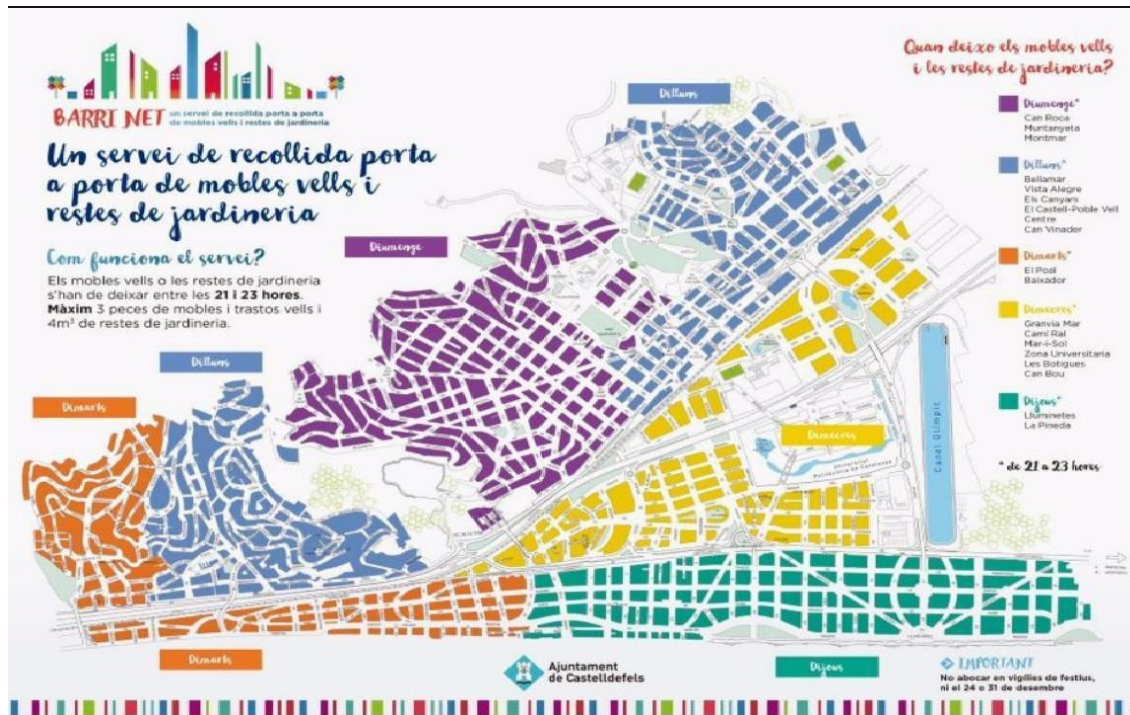 BARRI NET
un servei de recollida porta a porta
de mobles vells i restes de jardineria
Un servei de recollida porta
a porta de mobles vells i
restes de jardineria
Com funciona el servei?
Els mobles vells o les restes de jardineria
s'han de deixar entre les 21 i 23 hores.
Màxim 3 peces de mobles i trastos vells i
4m³ de restes de jardineria.
Quan deixo els mobles vells
i les restes de jardineria?
Diumenge*
Can Roca
Muntanyeta
Montmar
Dilluns*
Bellamar
Vista Alegre
Els Canyars
El Castell-Poble Vell
Centre
Can Vinader
Dimarts*
El Poal
Baixador
Dimecres*
Granvia Mar
Camí Ral
Mar-i-Sol
Zona Universitaria
Les Botigues
Can Bou
Dijous*
Lluminetes
La Pineda
* de 21 a 23 hores
Dilluns
Diumenge
Dilluns
Dimarts
Dimecres
Universitat
Politècnica de Catalunya
Canal Olímpic
Dimarts
Dijous
Ajuntament
de Castelldefels
IMPORTANT
No abocar en vigílies de festius,
ni el 24 o 31 de desembre